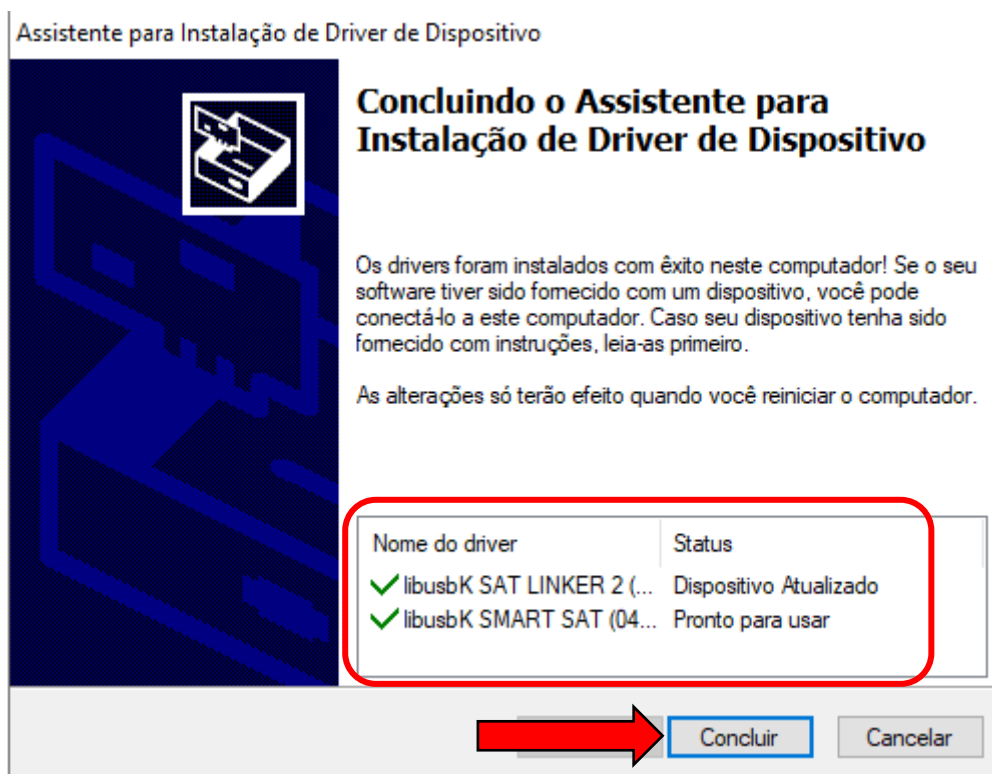 Assistente para Instalação de Driver de Dispositivo
Concluindo o Assistente para
Instalação de Driver de Dispositivo
Os drivers foram instalados com êxito neste computador! Se o seu
software tiver sido fornecido com um dispositivo, você pode
conectá-lo a este computador. Caso seu dispositivo tenha sido
fornecido com instruções, leia-as primeiro.
As alterações só terão efeito quando você reiniciar o computador.
Nome do driver Status
libusbK SAT LINKER 2 (... Dispositivo Atualizado
libusbK SMART SAT (04... Pronto para usar
Concluir Cancelar